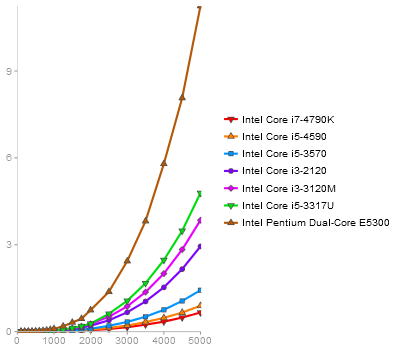 9
6
3
0
0 1000 2000 3000 4000 5000
Intel Core i7-4790K
Intel Core i5-4590
Intel Core i5-3570
Intel Core i3-2120
Intel Core i3-3120M
Intel Core i5-3317U
Intel Pentium Dual-Core E5300